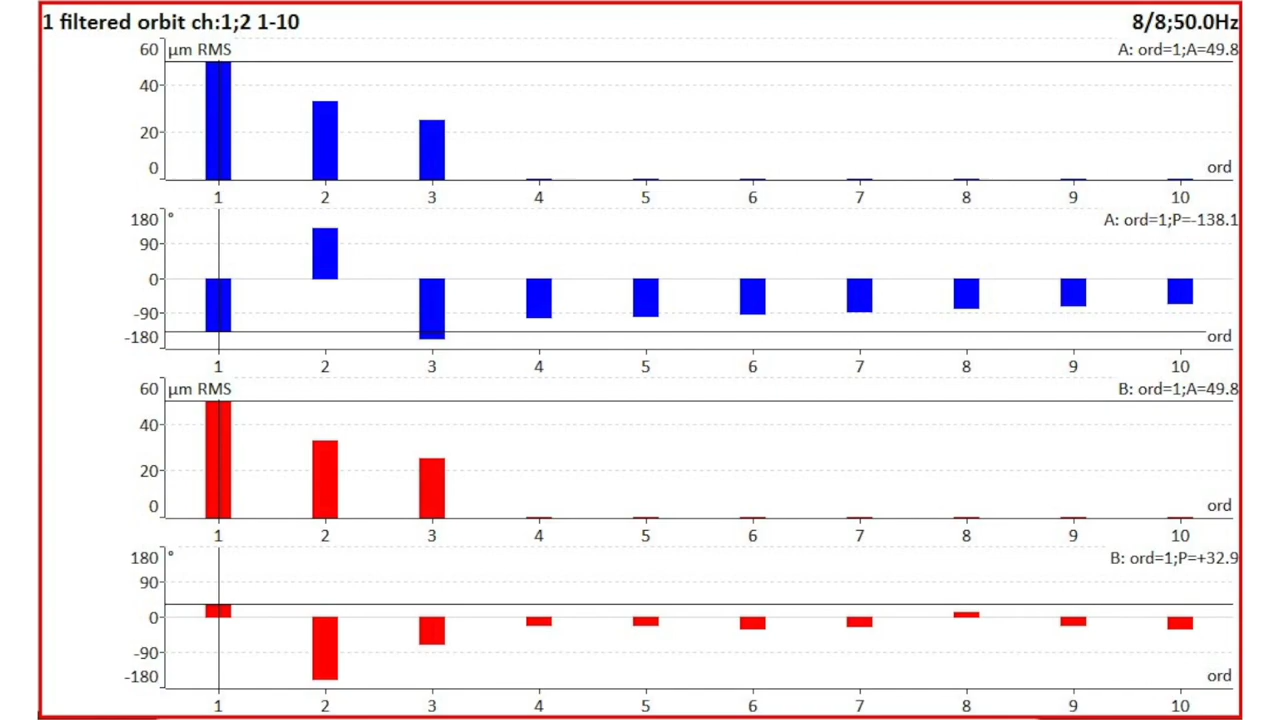 1 filtered orbit ch:1;2 1-10 8/8;50.0Hz
60 µm RMS A: ord=1;A=49.8
40
20
0 ord
1 2 3 4 5 6 7 8 9 10
180 ° A: ord=1;P=-138.1
90
0
-90
-180 ord
1 2 3 4 5 6 7 8 9 10
60 µm RMS B: ord=1;A=49.8
40
20
0 ord
1 2 3 4 5 6 7 8 9 10
180 ° B: ord=1;P=+32.9
90
0
-90
-180 ord
1 2 3 4 5 6 7 8 9 10